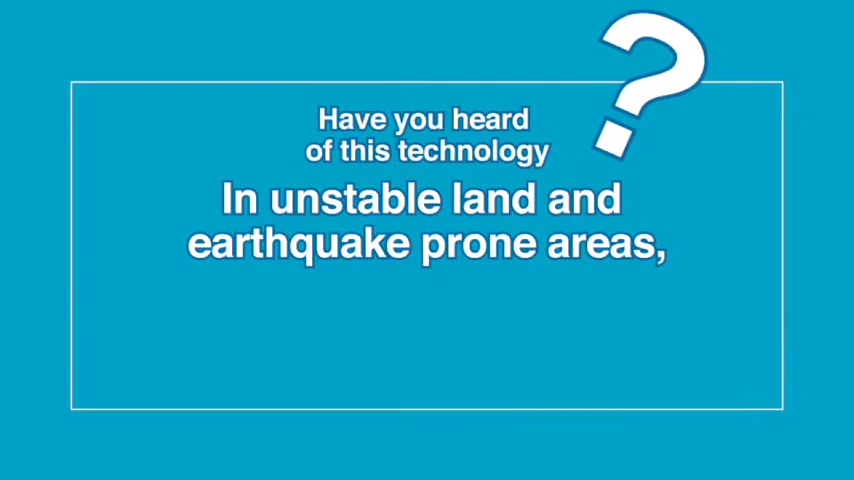 Have you heard
of this technology
?
In unstable land and
earthquake prone areas,